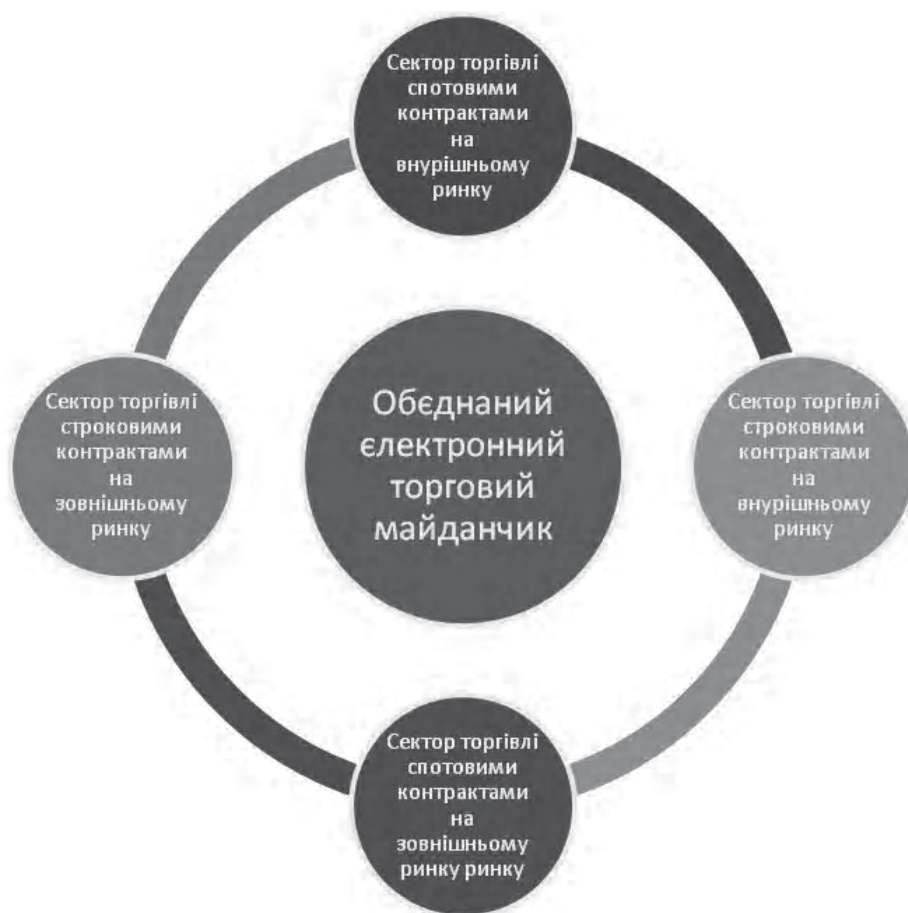 Сектор торгівлі
спотовими
контрактами
на
внурішньому
ринку
Сектор торгівлі
строковими
контрактами
на
зовнішньому
ринку
Обєднаний
єлектронний
торговий
майданчик
Сектор торгівлі
строковими
контрактами
на
внурішньому
ринку
Сектор торгівлі
спотовими
контрактами
на
зовнішньому
ринку ринку